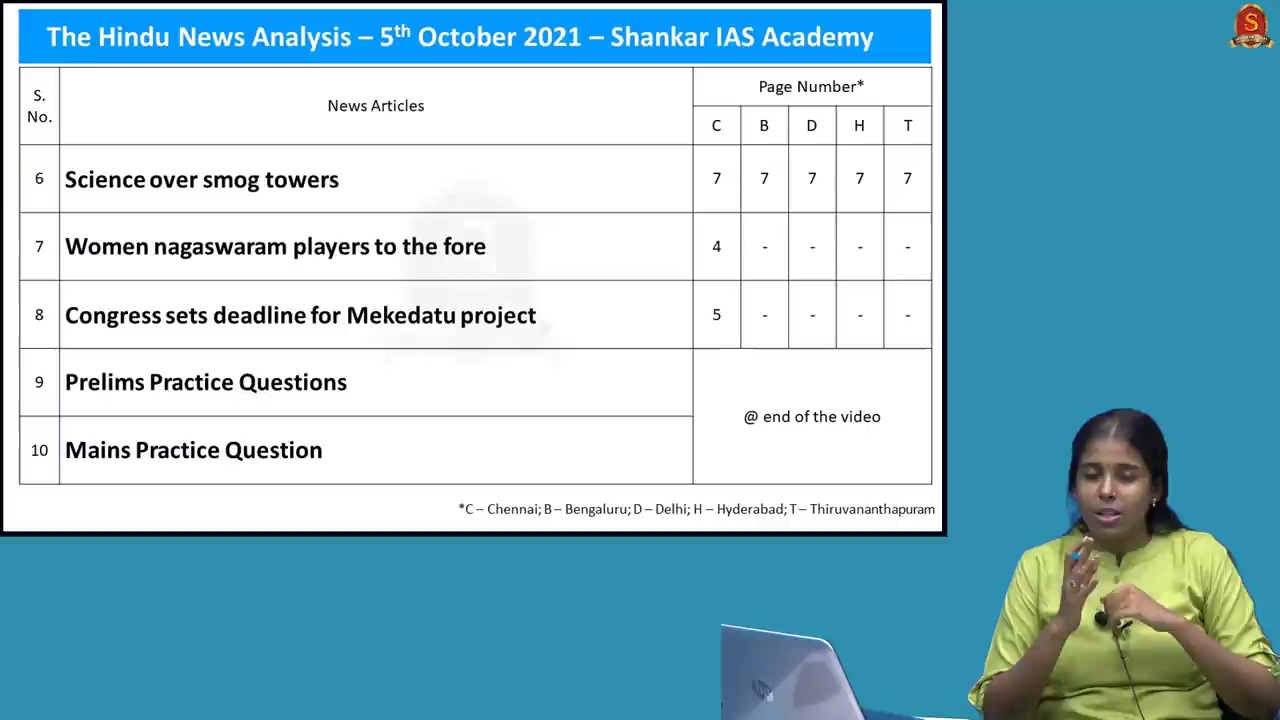 The Hindu News Analysis – 5th October 2021 – Shankar IAS Academy
S. No. News Articles Page Number*
C B D H T
6 Science over smog towers 7 7 7 7 7
7 Women nagaswaram players to the fore 4 - - - -
8 Congress sets deadline for Mekedatu project 5 - - - -
9 Prelims Practice Questions
@ end of the video
10 Mains Practice Question
*C – Chennai; B – Bengaluru; D – Delhi; H – Hyderabad; T – Thiruvananthapuram
S
hp